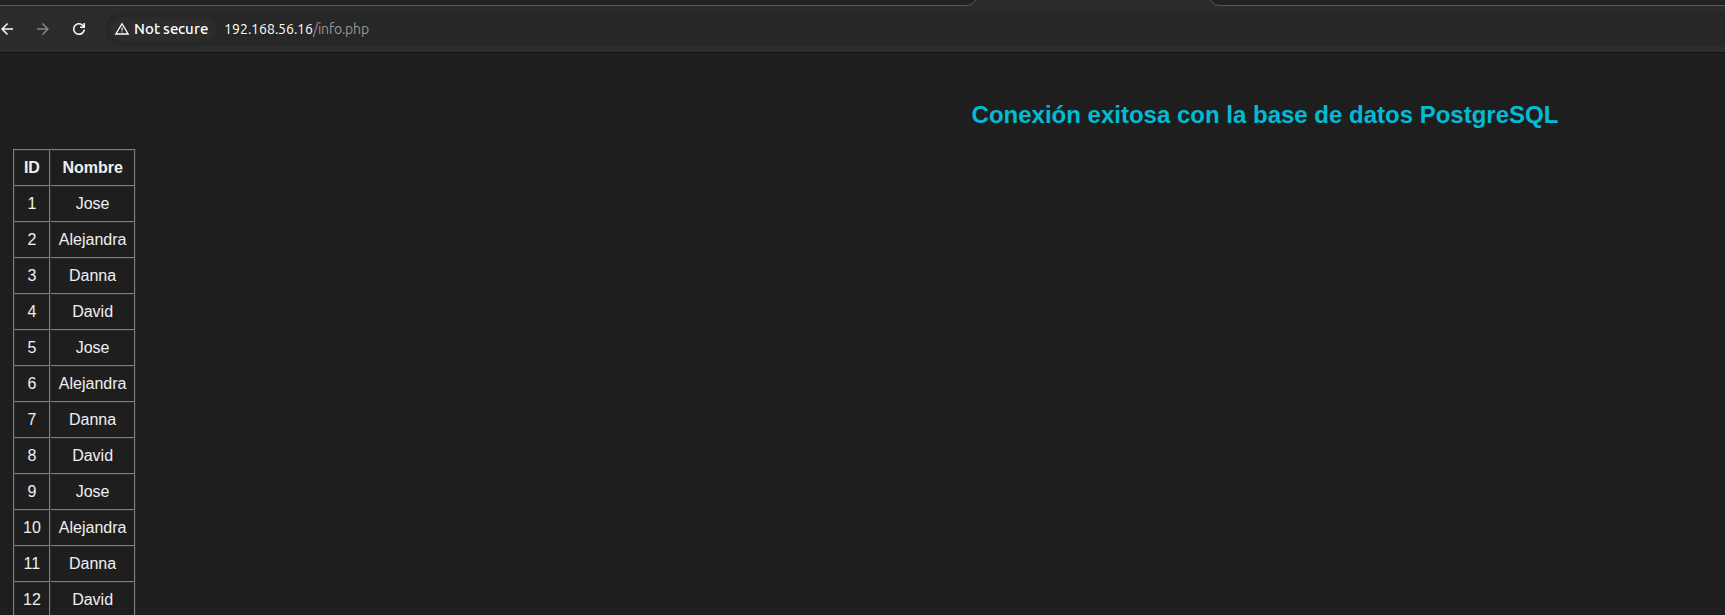 Not secure 192.168.56.16/info.php
Conexión exitosa con la base de datos PostgreSQL
ID Nombre
1 Jose
2 Alejandra
3 Danna
4 David
5 Jose
6 Alejandra
7 Danna
8 David
9 Jose
10 Alejandra
11 Danna
12 David